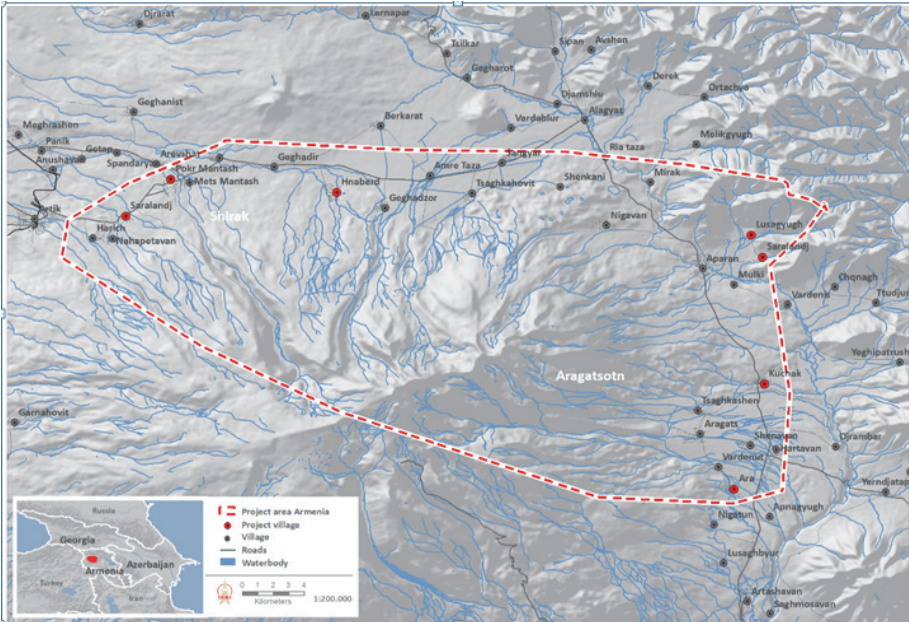 Djrarat
Lernapar
Tsilkar
Sipan
Avshen
Gegharot
Derek
Ortachya
Geghanist
Djamshlu
Alagyaz
Berkarat
Vardablur
Meghrashen
Panik
Melikgyugh
Ria taza
Gotap
Anushavan
Spandaryan
Arevshat
Geghadir
Amre Taza
Yangyar
Pokr Mantash
Mets Mantash
Hnaberd
Tsaghkahovit
Shenkani
Mirak
Geghadzor
Artik
Saralandj
Shirak
Nigavan
Lusagyugh
Harich
Nahapetavan
Saralandj
Aparan
Mulki
Chqnagh
Vardenis
Ttudjur
Yeghipatrush
Aragatsotn
Kuchak
Tsaghkashen
Garnahovit
Aragats
Shenavan
Hartavan
Djrambar
Vardenut
Ara
Yerndjatap
Nigatun
Apnagyugh
Lusaghbyur
Artashavan
Saghmosavan
Russia
Georgia
Azerbaijan
Armenia
Turkey
Iran
Project area Armenia
Project village
Village
Roads
Waterbody
0 1 2 3 4
Kilometers
1:200.000